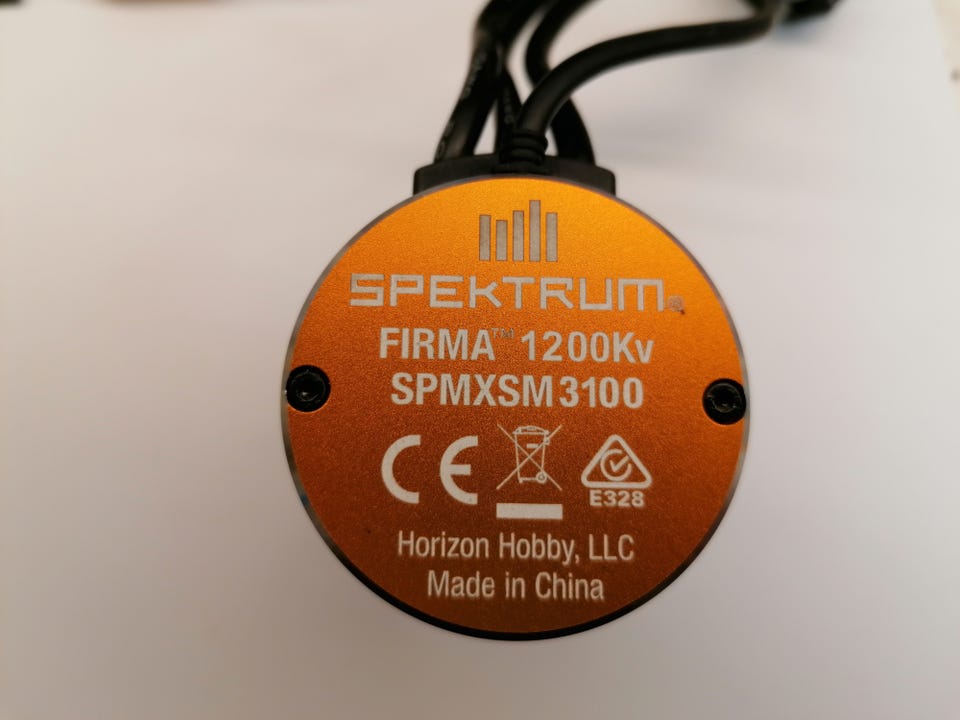 SPEKTRUM
FIRMA™ 1200Kv
SPMXSM3100
CE
E328
Horizon Hobby, LLC
Made in China